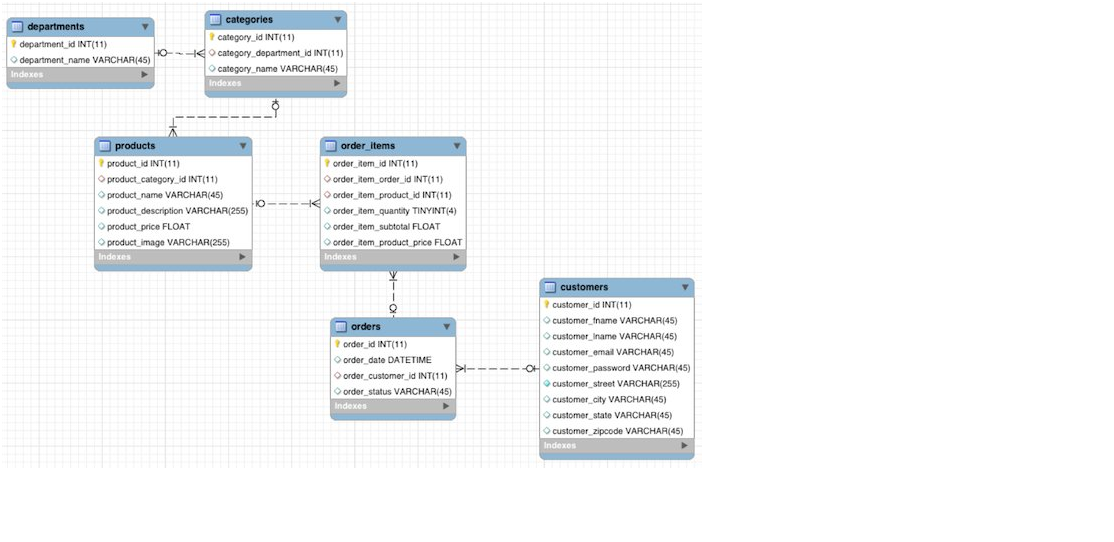 departments
department_id INT(11)
department_name VARCHAR(45)
Indexes
categories
category_id INT(11)
category_department_id INT(11)
category_name VARCHAR(45)
Indexes
products
product_id INT(11)
product_category_id INT(11)
product_name VARCHAR(45)
product_description VARCHAR(255)
product_price FLOAT
product_image VARCHAR(255)
Indexes
order_items
order_item_id INT(11)
order_item_order_id INT(11)
order_item_product_id INT(11)
order_item_quantity TINYINT(4)
order_item_subtotal FLOAT
order_item_product_price FLOAT
Indexes
orders
order_id INT(11)
order_date DATETIME
order_customer_id INT(11)
order_status VARCHAR(45)
Indexes
customers
customer_id INT(11)
customer_fname VARCHAR(45)
customer_lname VARCHAR(45)
customer_email VARCHAR(45)
customer_password VARCHAR(45)
customer_street VARCHAR(255)
customer_city VARCHAR(45)
customer_state VARCHAR(45)
customer_zipcode VARCHAR(45)
Indexes